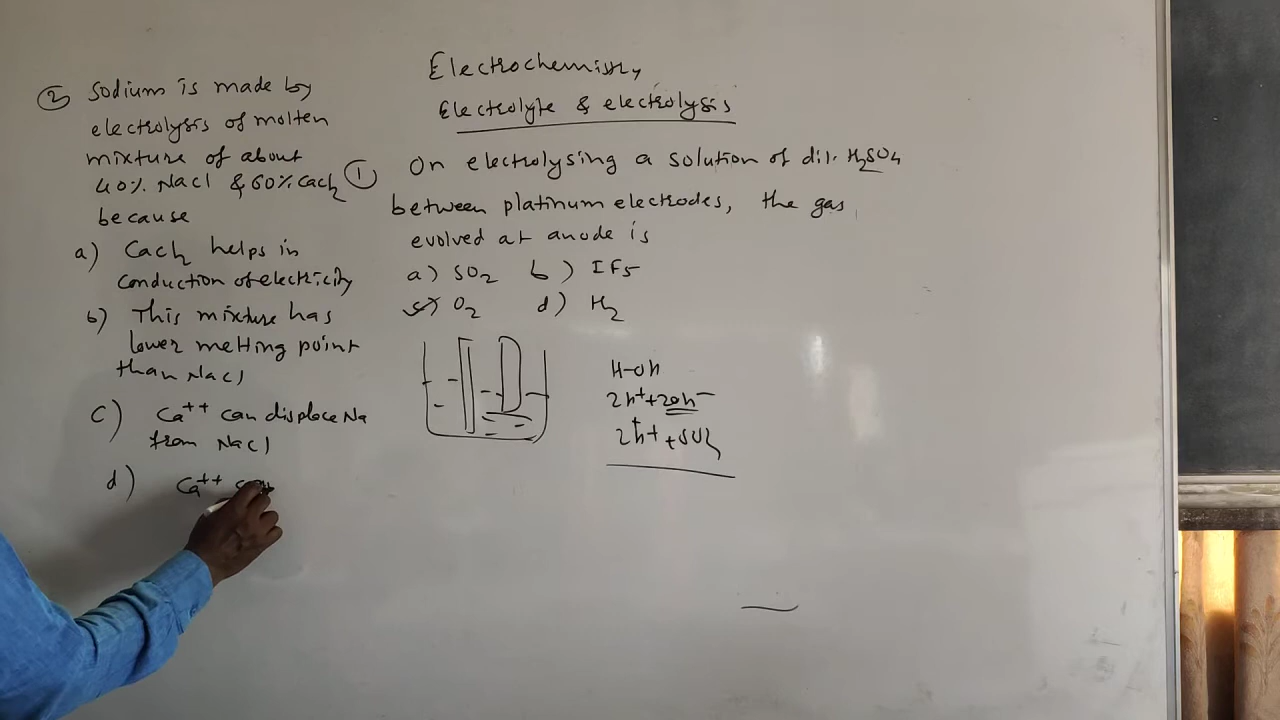 Electrochemistry
Electrolyte & electrolysis
① On electrolysing a solution of dil. H2SO4
between platinum electrodes, the gas
evolved at anode is
a) SO2 b) IF5
c) O2 d) H2
H-OH
2H+ + 2OH-
② Sodium is made by
electrolysis of molten
mixture of about
40% NaCl & 60% CaCl2
because
a) CaCl2 helps in
conduction of electricity
b) This mixture has
lower melting point
than NaCl
c) Ca++ can displace Na
from NaCl
d) Ca++ can